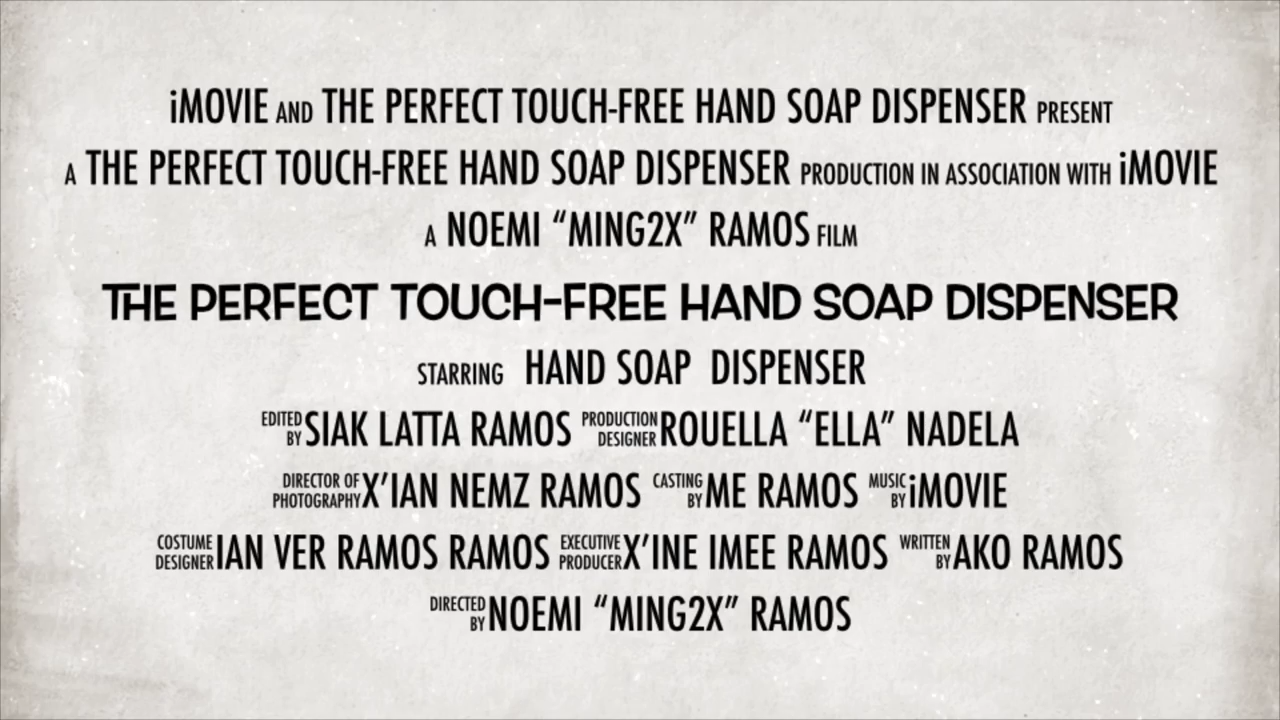 iMOVIE AND THE PERFECT TOUCH-FREE HAND SOAP DISPENSER PRESENT
A THE PERFECT TOUCH-FREE HAND SOAP DISPENSER PRODUCTION IN ASSOCIATION WITH iMOVIE
A NOEMI “MING2X” RAMOS FILM
THE PERFECT TOUCH-FREE HAND SOAP DISPENSER
STARRING HAND SOAP DISPENSER
EDITED BY SIAK LATTA RAMOS PRODUCTION DESIGNER ROUELLA “ELLA” NADELA
DIRECTOR OF PHOTOGRAPHY X’IAN NEMZ RAMOS CASTING BY ME RAMOS MUSIC BY iMOVIE
COSTUME DESIGNER IAN VER RAMOS RAMOS EXECUTIVE PRODUCER X’INE IMEE RAMOS WRITTEN BY AKO RAMOS
DIRECTED BY NOEMI “MING2X” RAMOS